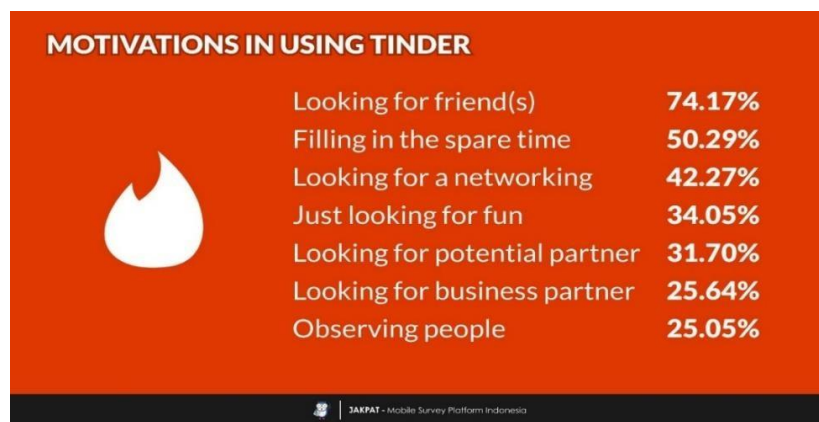 MOTIVATIONS IN USING TINDER
Looking for friend(s) 74.17%
Filling in the spare time 50.29%
Looking for a networking 42.27%
Just looking for fun 34.05%
Looking for potential partner 31.70%
Looking for business partner 25.64%
Observing people 25.05%
JAKPAT - Mobile Survey Platform Indonesia